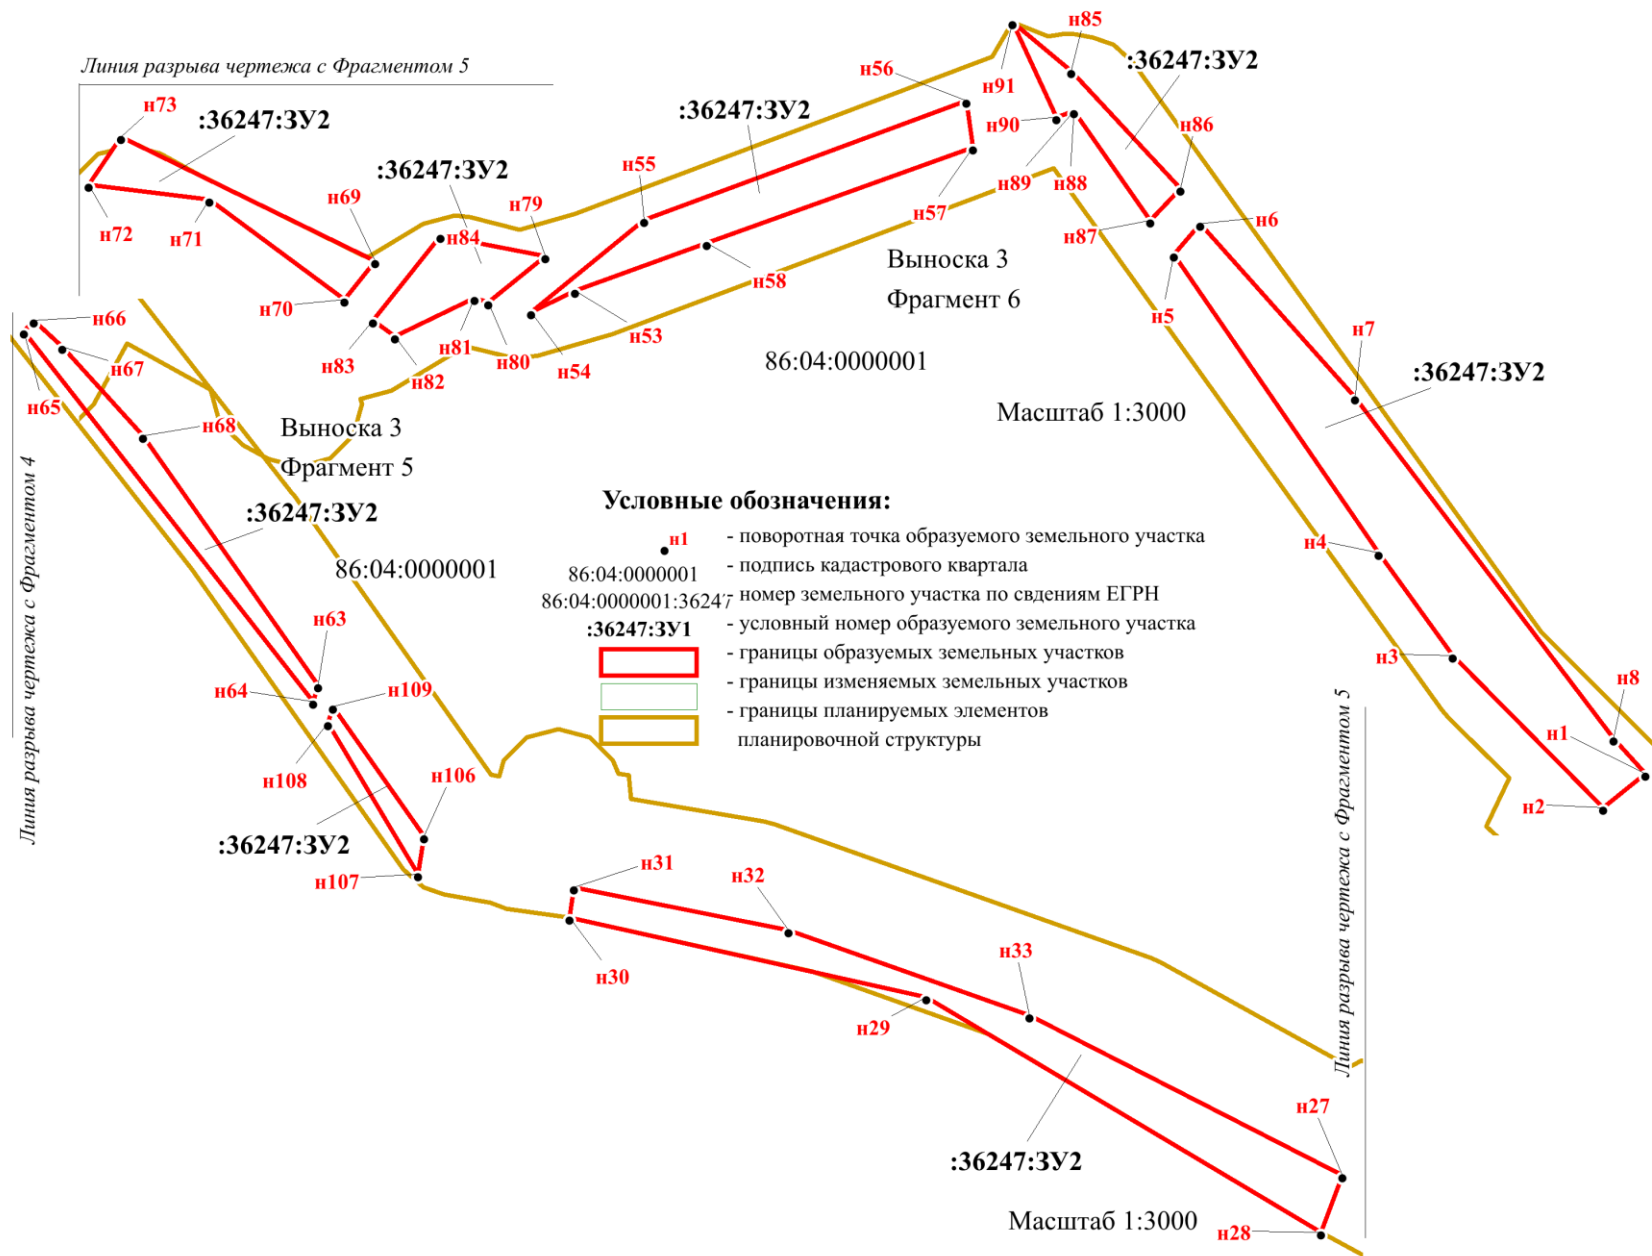 Линия разрыва чертежа с Фрагментом 5
н73
:36247:ЗУ2
н72
н71
н69
н70
:36247:ЗУ2
н84
н79
н83
н82
н81
н80
н54
н53
н55
:36247:ЗУ2
н56
н57
н58
н91
н85
:36247:ЗУ2
н90
н86
н89
н88
н87
н6
н5
Выноска 3
Фрагмент 6
86:04:0000001
Масштаб 1:3000
н7
:36247:ЗУ2
н4
н3
н8
н1
н2
н66
н67
н65
н68
Выноска 3
Фрагмент 5
Линия разрыва чертежа с Фрагментом 4
:36247:ЗУ2
86:04:0000001
н63
н64
н109
н108
н106
:36247:ЗУ2
н107
Условные обозначения:
н1
- поворотная точка образуемого земельного участка
86:04:0000001
- подпись кадастрового квартала
86:04:0000001:36247
- номер земельного участка по свдениям ЕГРН
:36247:ЗУ1
- условный номер образуемого земельного участка
- границы образуемых земельных участков
- границы изменяемых земельных участков
- границы планируемых элементов
планировочной структуры
н31
н32
н30
н33
н29
Линия разрыва чертежа с Фрагментом 5
н27
:36247:ЗУ2
Масштаб 1:3000
н28